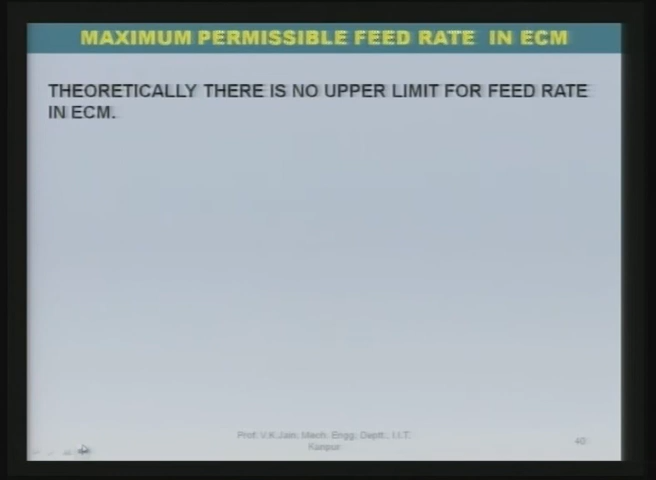 MAXIMUM PERMISSIBLE FEED RATE IN ECM
THEORETICALLY THERE IS NO UPPER LIMIT FOR FEED RATE
IN ECM.
Prof. V.K.Jain, Mech. Engg. Deptt., I.I.T.
Kanpur
40